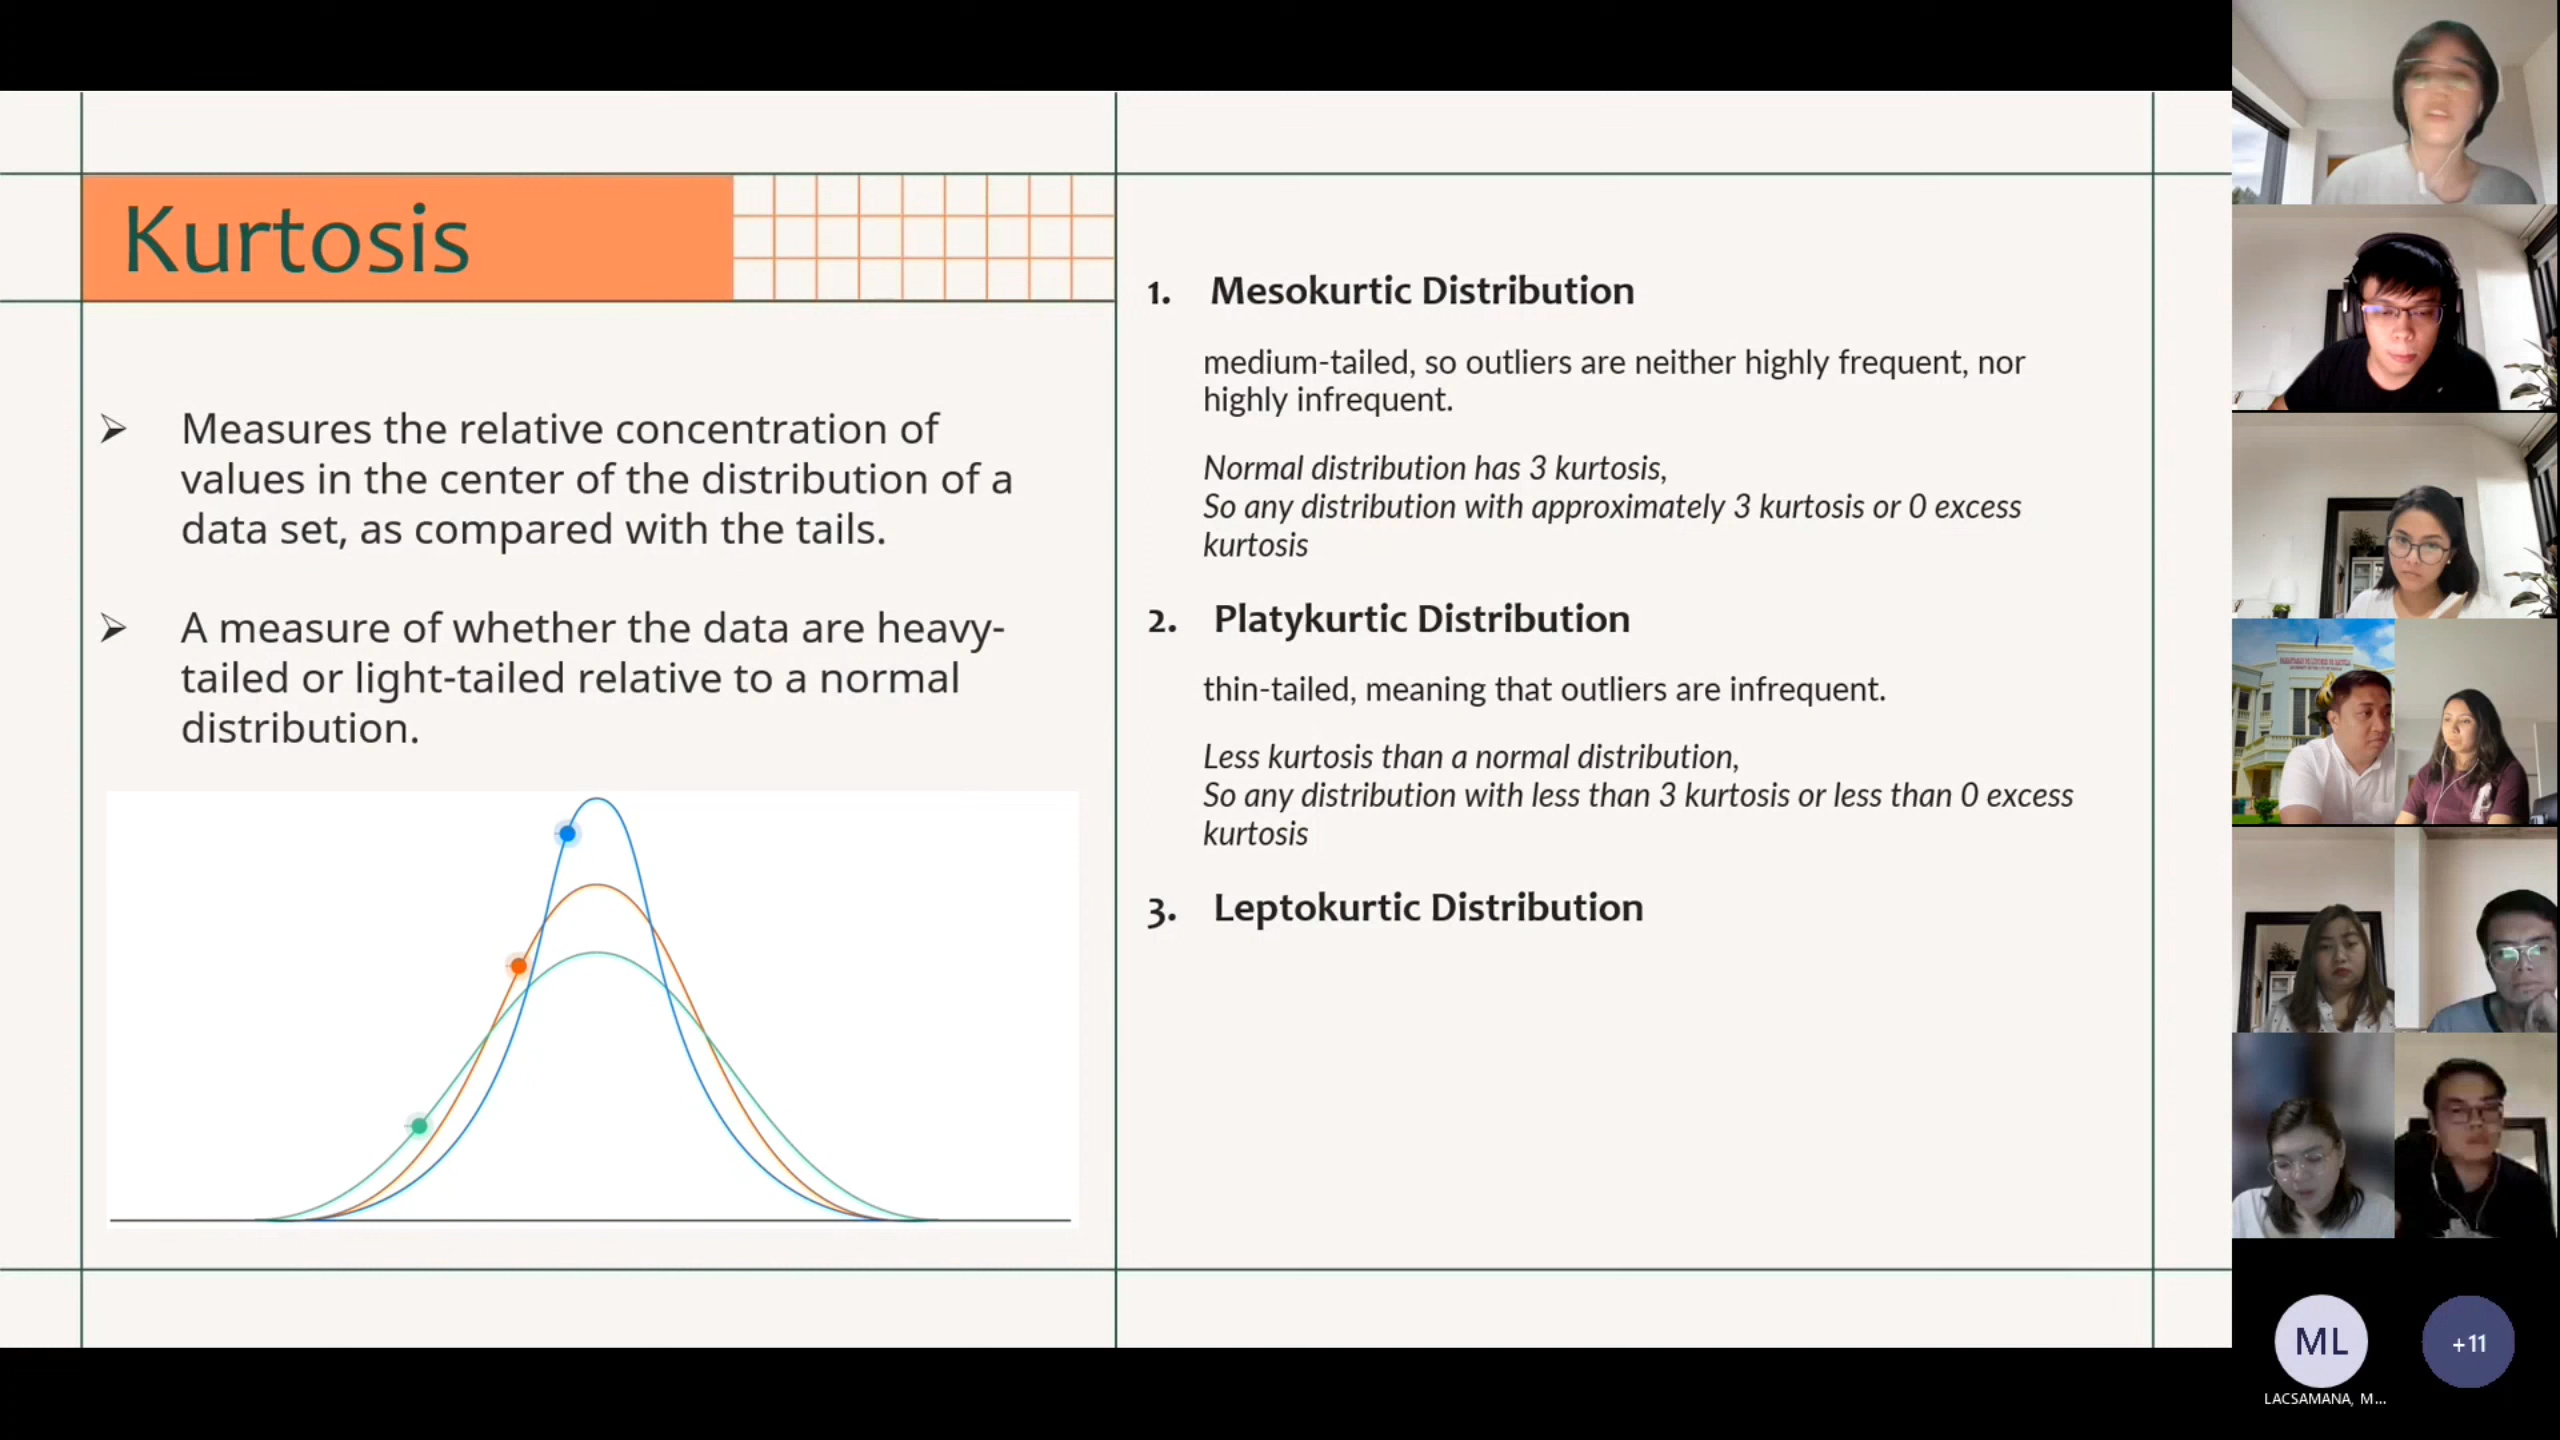 Kurtosis
➢ Measures the relative concentration of
values in the center of the distribution of a
data set, as compared with the tails.
➢ A measure of whether the data are heavy-
tailed or light-tailed relative to a normal
distribution.
1. Mesokurtic Distribution
medium-tailed, so outliers are neither highly frequent, nor
highly infrequent.
Normal distribution has 3 kurtosis,
So any distribution with approximately 3 kurtosis or 0 excess
kurtosis
2. Platykurtic Distribution
thin-tailed, meaning that outliers are infrequent.
Less kurtosis than a normal distribution,
So any distribution with less than 3 kurtosis or less than 0 excess
kurtosis
3. Leptokurtic Distribution
ML
LACSAMANA, M...
+11